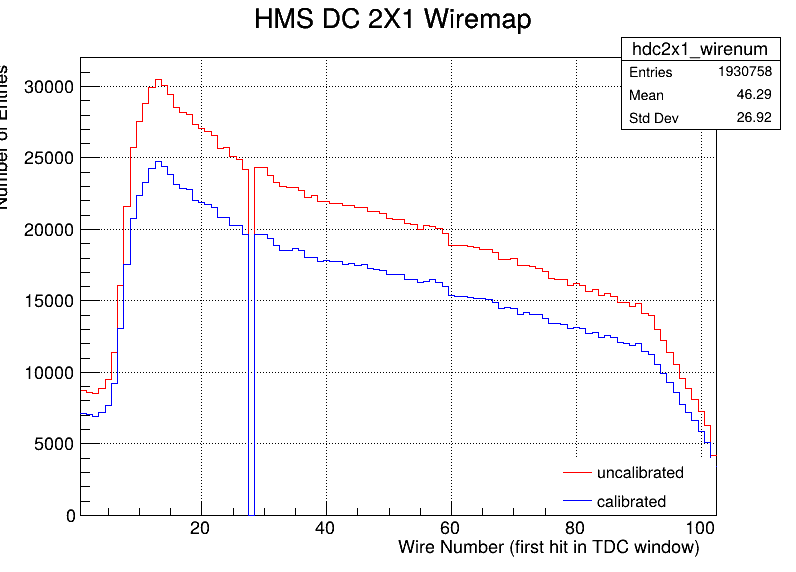 HMS DC 2X1 Wiremap
hdc2x1_wirenum
Entries 1930758
Mean 46.29
Std Dev 26.92
Number of Entries
30000
25000
20000
15000
10000
5000
0
20 40 60 80 100
Wire Number (first hit in TDC window)
uncalibrated
calibrated